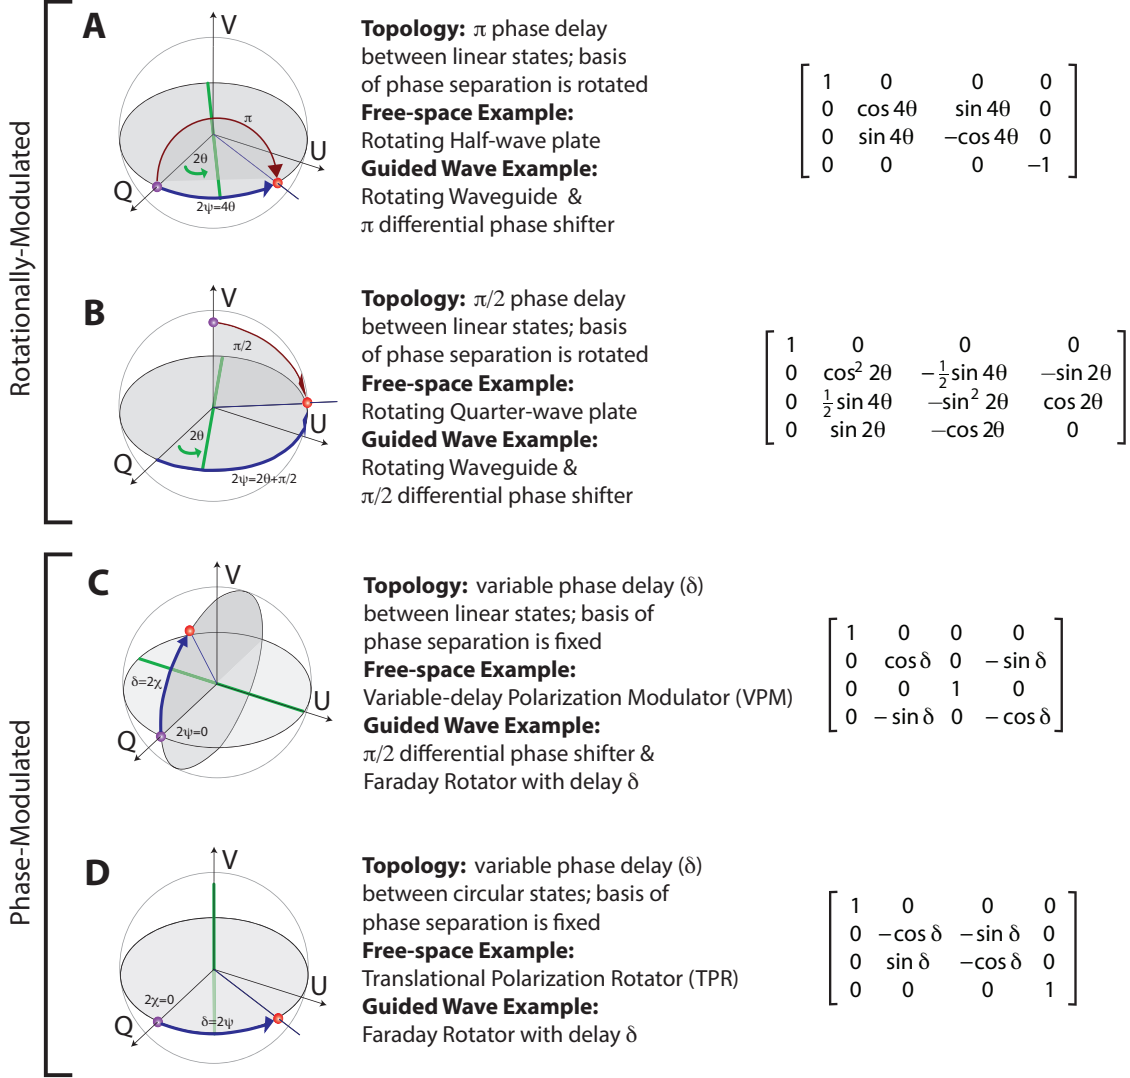 Rotationally-Modulated
A
V
π
U
2θ
Q
2ψ=4θ
Topology: π phase delay
between linear states; basis
of phase separation is rotated
Free-space Example:
Rotating Half-wave plate
Guided Wave Example:
Rotating Waveguide &
π differential phase shifter
1 0 0 0
0 cos 4θ sin 4θ 0
0 sin 4θ −cos 4θ 0
0 0 0 −1
B
V
π/2
U
2θ
Q
2ψ=2θ+π/2
Topology: π/2 phase delay
between linear states; basis
of phase separation is rotated
Free-space Example:
Rotating Quarter-wave plate
Guided Wave Example:
Rotating Waveguide &
π/2 differential phase shifter
1 0 0 0
0 cos² 2θ −½ sin 4θ −sin 2θ
0 ½ sin 4θ −sin² 2θ cos 2θ
0 sin 2θ −cos 2θ 0
Phase-Modulated
C
V
δ=2χ
U
2ψ=0
Q
Topology: variable phase delay (δ)
between linear states; basis of
phase separation is fixed
Free-space Example:
Variable-delay Polarization Modulator (VPM)
Guided Wave Example:
π/2 differential phase shifter &
Faraday Rotator with delay δ
1 0 0 0
0 cos δ 0 − sin δ
0 0 1 0
0 − sin δ 0 − cos δ
D
V
U
2χ=0
Q
δ=2ψ
Topology: variable phase delay (δ)
between circular states; basis of
phase separation is fixed
Free-space Example:
Translational Polarization Rotator (TPR)
Guided Wave Example:
Faraday Rotator with delay δ
1 0 0 0
0 −cos δ −sin δ 0
0 sin δ −cos δ 0
0 0 0 1